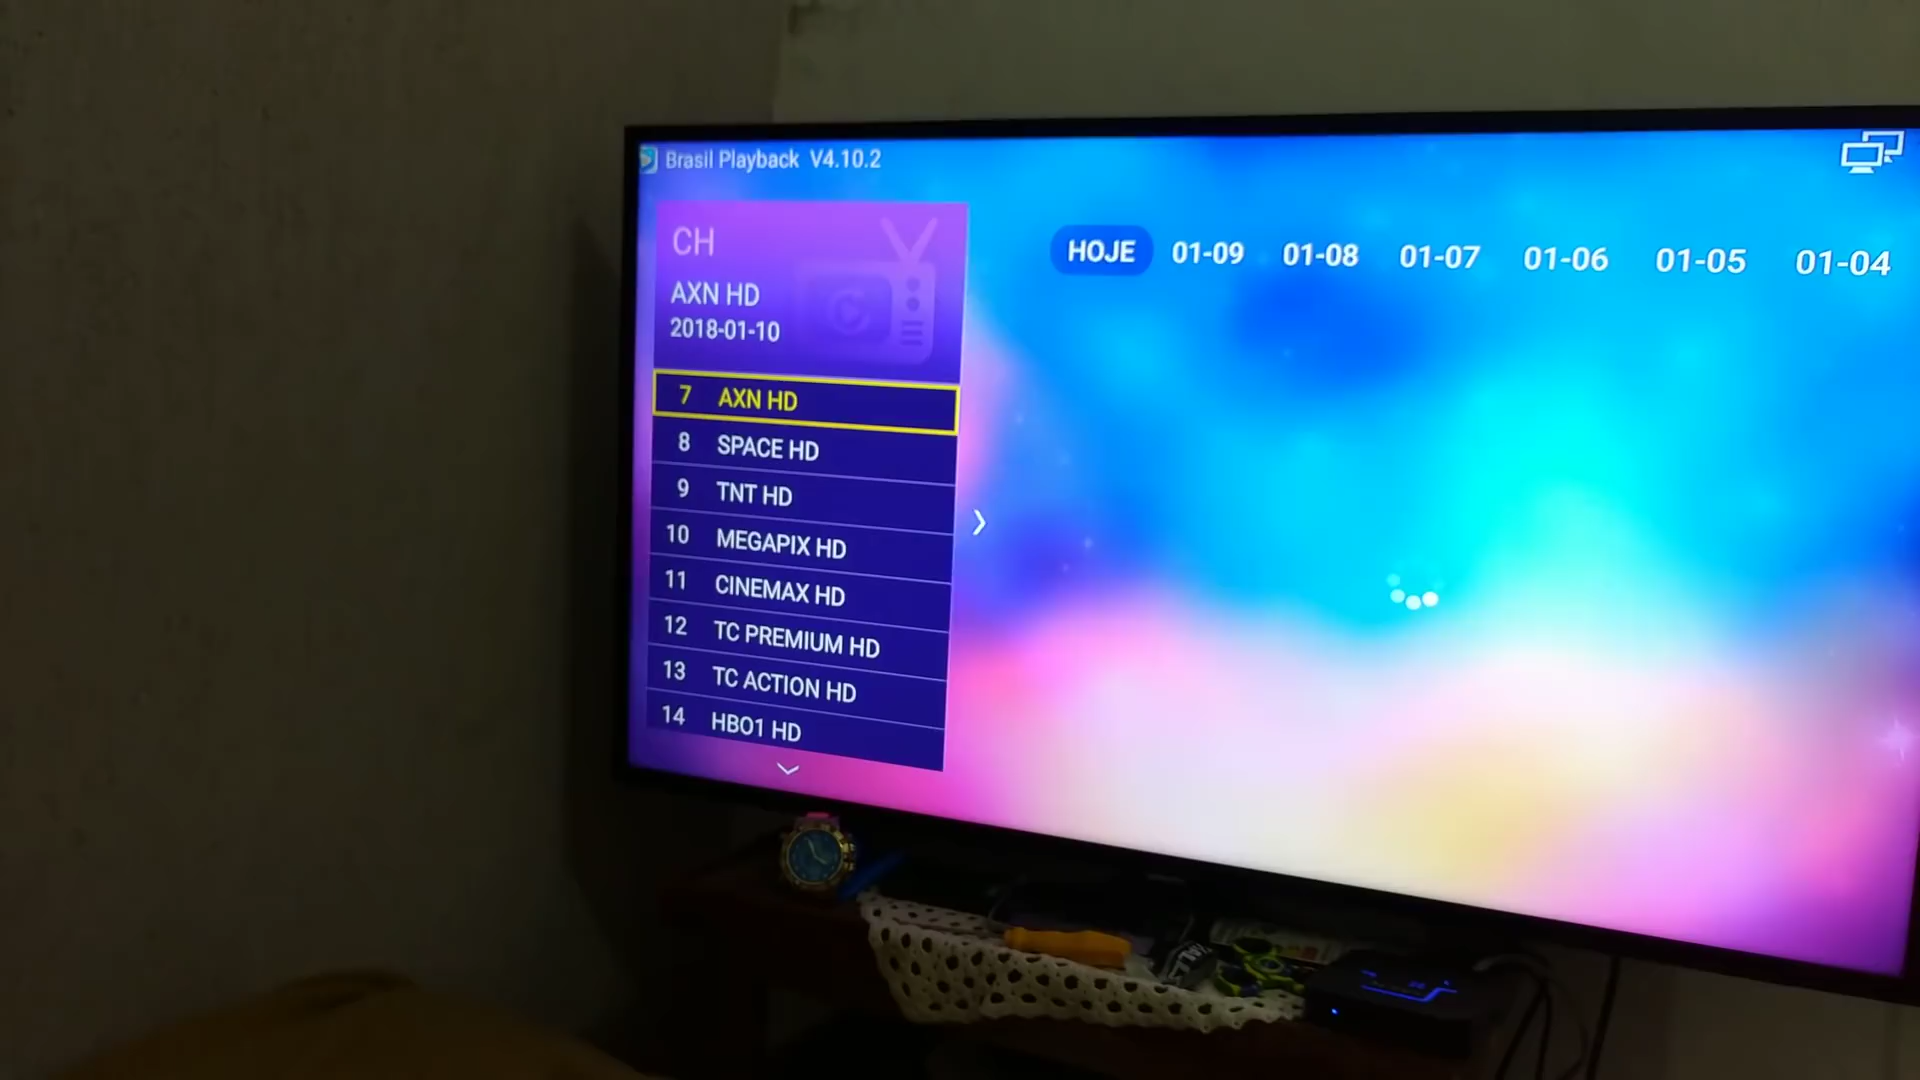 Brasil Playback V4.10.2
CH
AXN HD
2018-01-10
HOJE 01-09 01-08 01-07 01-06 01-05 01-04
7 AXN HD
8 SPACE HD
9 TNT HD
10 MEGAPIX HD
11 CINEMAX HD
12 TC PREMIUM HD
13 TC ACTION HD
14 HBO1 HD